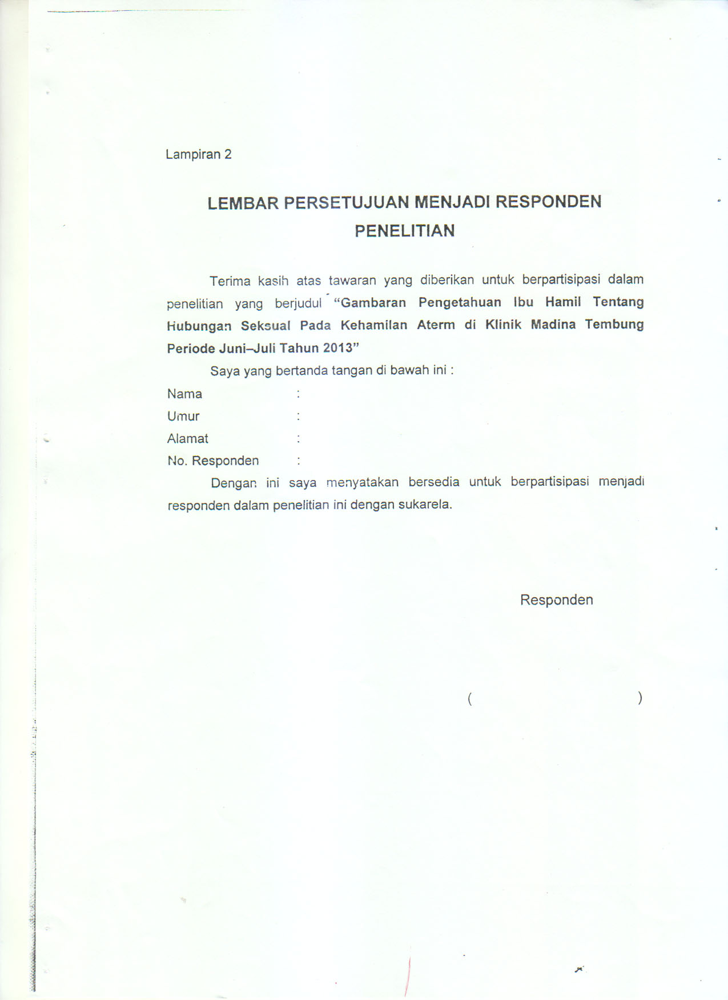 Lampiran 2
LEMBAR PERSETUJUAN MENJADI RESPONDEN
PENELITIAN
Terima kasih atas tawaran yang diberikan untuk berpartisipasi dalam
penelitian yang berjudul “Gambaran Pengetahuan Ibu Hamil Tentang
Hubungan Seksual Pada Kehamilan Aterm di Klinik Madina Tembung
Periode Juni–Juli Tahun 2013”
Saya yang bertanda tangan di bawah ini :
Nama :
Umur :
Alamat :
No. Responden :
Dengan ini saya menyatakan bersedia untuk berpartisipasi menjadi
responden dalam penelitian ini dengan sukarela.
Responden
( )